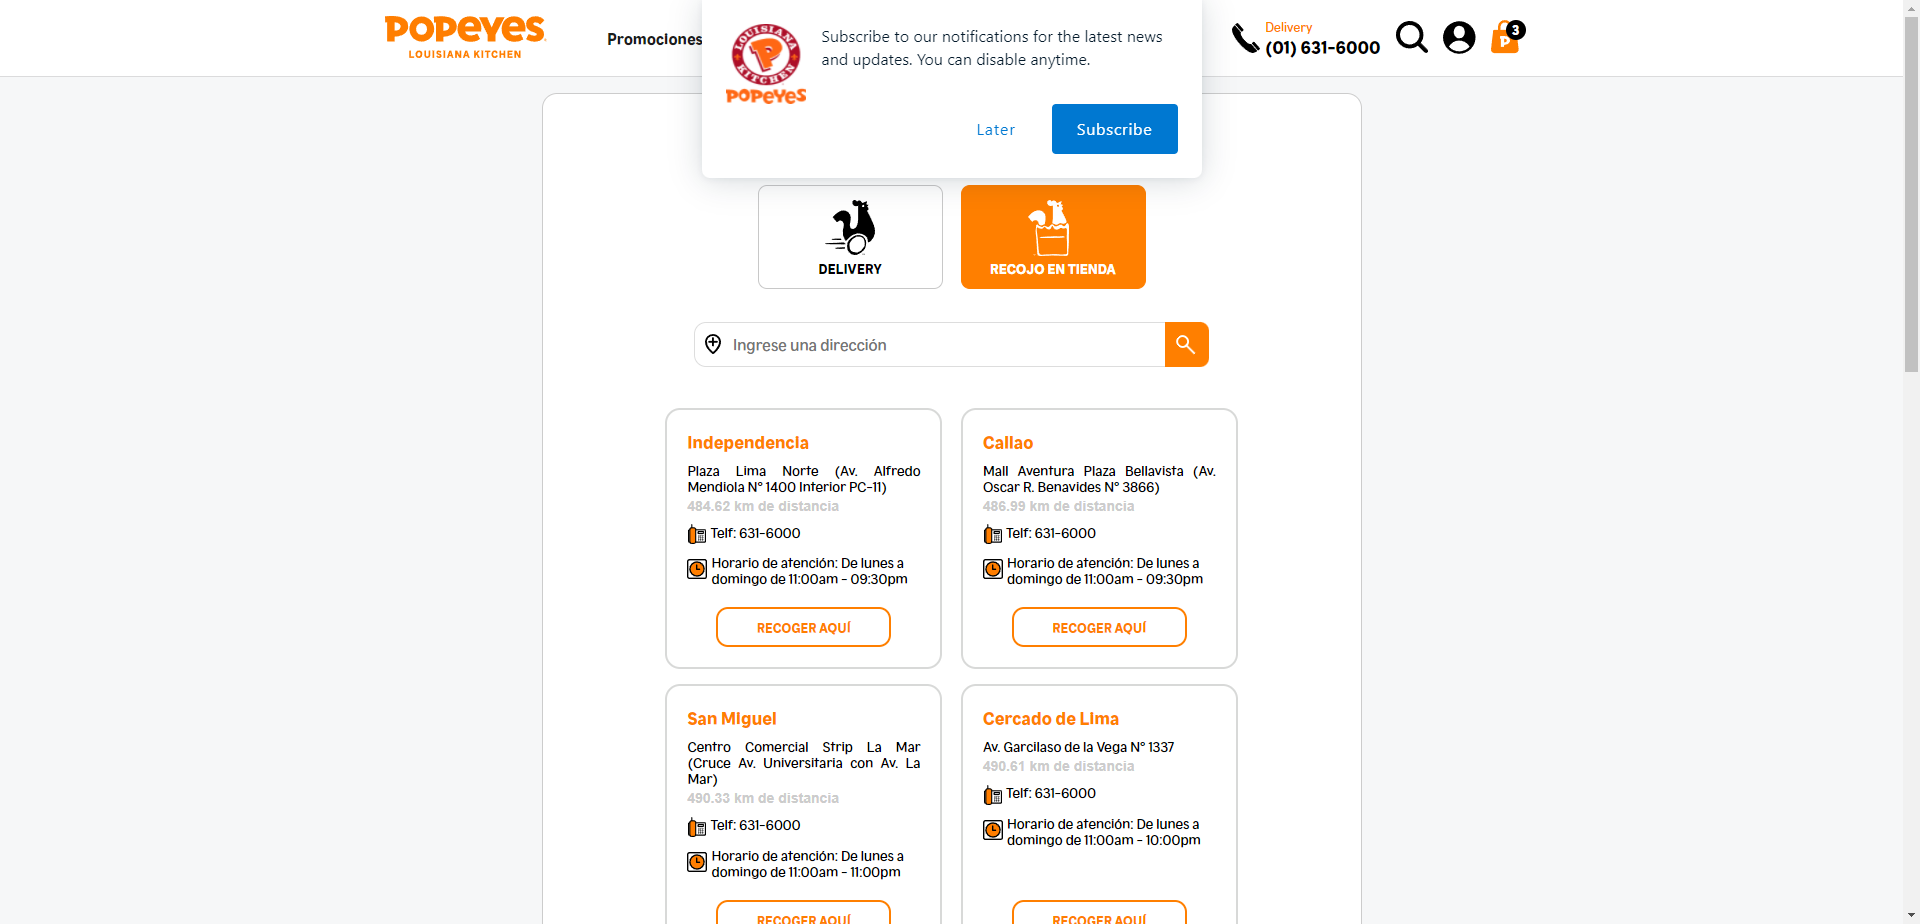 POPEYES
LOUISIANA KITCHEN
Promociones
LOUISIANA
KITCHEN
POPEYES
Subscribe to our notifications for the latest news
and updates. You can disable anytime.
Later
Subscribe
Delivery
(01) 631-6000
3
DELIVERY
RECOJO EN TIENDA
Ingrese una dirección
Independencia
Plaza Lima Norte (Av. Alfredo
Mendiola N° 1400 Interior PC-11)
484.62 km de distancia
Telf: 631-6000
Horario de atención: De lunes a
domingo de 11:00am - 09:30pm
RECOGER AQUÍ
Callao
Mall Aventura Plaza Bellavista (Av.
Oscar R. Benavides N° 3866)
486.99 km de distancia
Telf: 631-6000
Horario de atención: De lunes a
domingo de 11:00am - 09:30pm
RECOGER AQUÍ
San Miguel
Centro Comercial Strip La Mar
(Cruce Av. Universitaria con Av. La
Mar)
490.33 km de distancia
Telf: 631-6000
Horario de atención: De lunes a
domingo de 11:00am - 11:00pm
RECOGER AQUÍ
Cercado de Lima
Av. Garcilaso de la Vega N° 1337
490.61 km de distancia
Telf: 631-6000
Horario de atención: De lunes a
domingo de 11:00am - 10:00pm
RECOGER AQUÍ